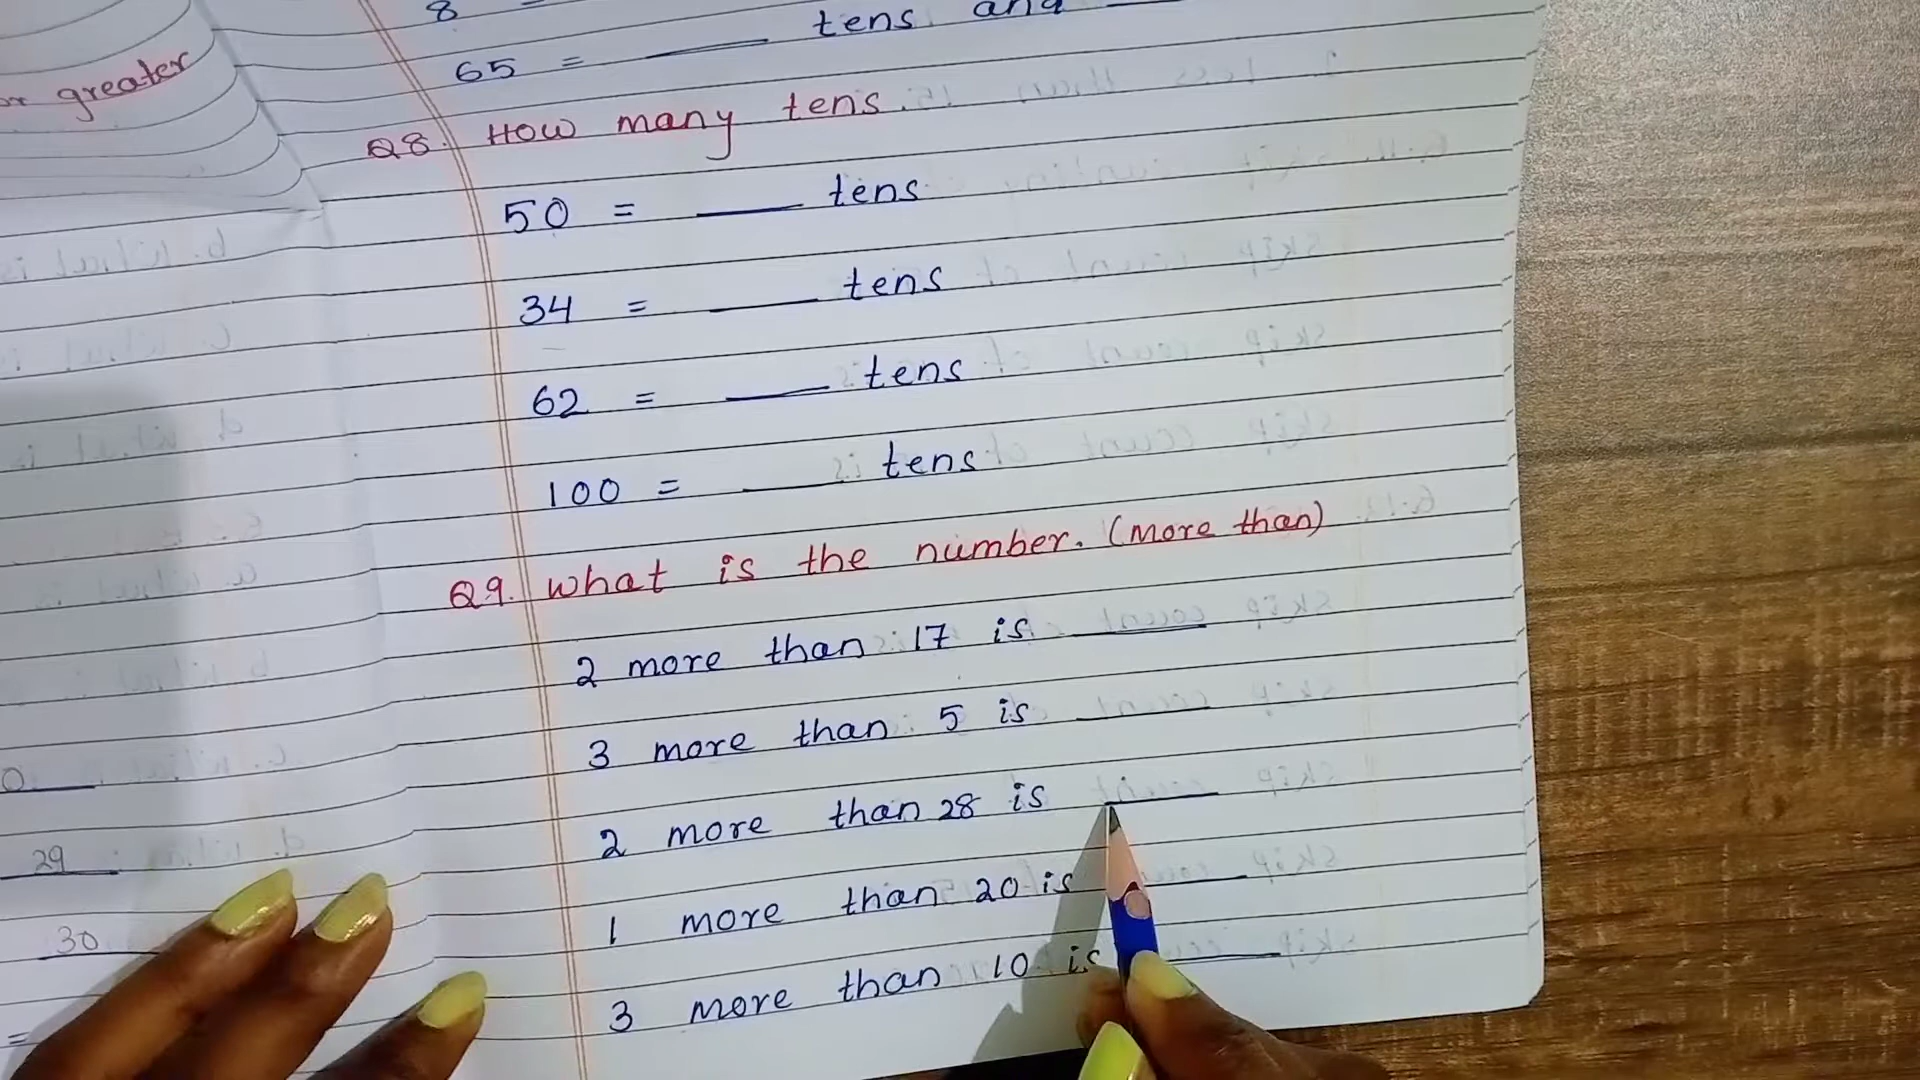 greater
29
30
8
65 = ____ tens and ____
Q8. How many tens.
50 = ____ tens
34 = ____ tens
62 = ____ tens
100 = ____ tens
Q9. What is the number. (More than)
2 more than 17 is ____
3 more than 5 is ____
2 more than 28 is ____
1 more than 20 is ____
3 more than 10 is ____